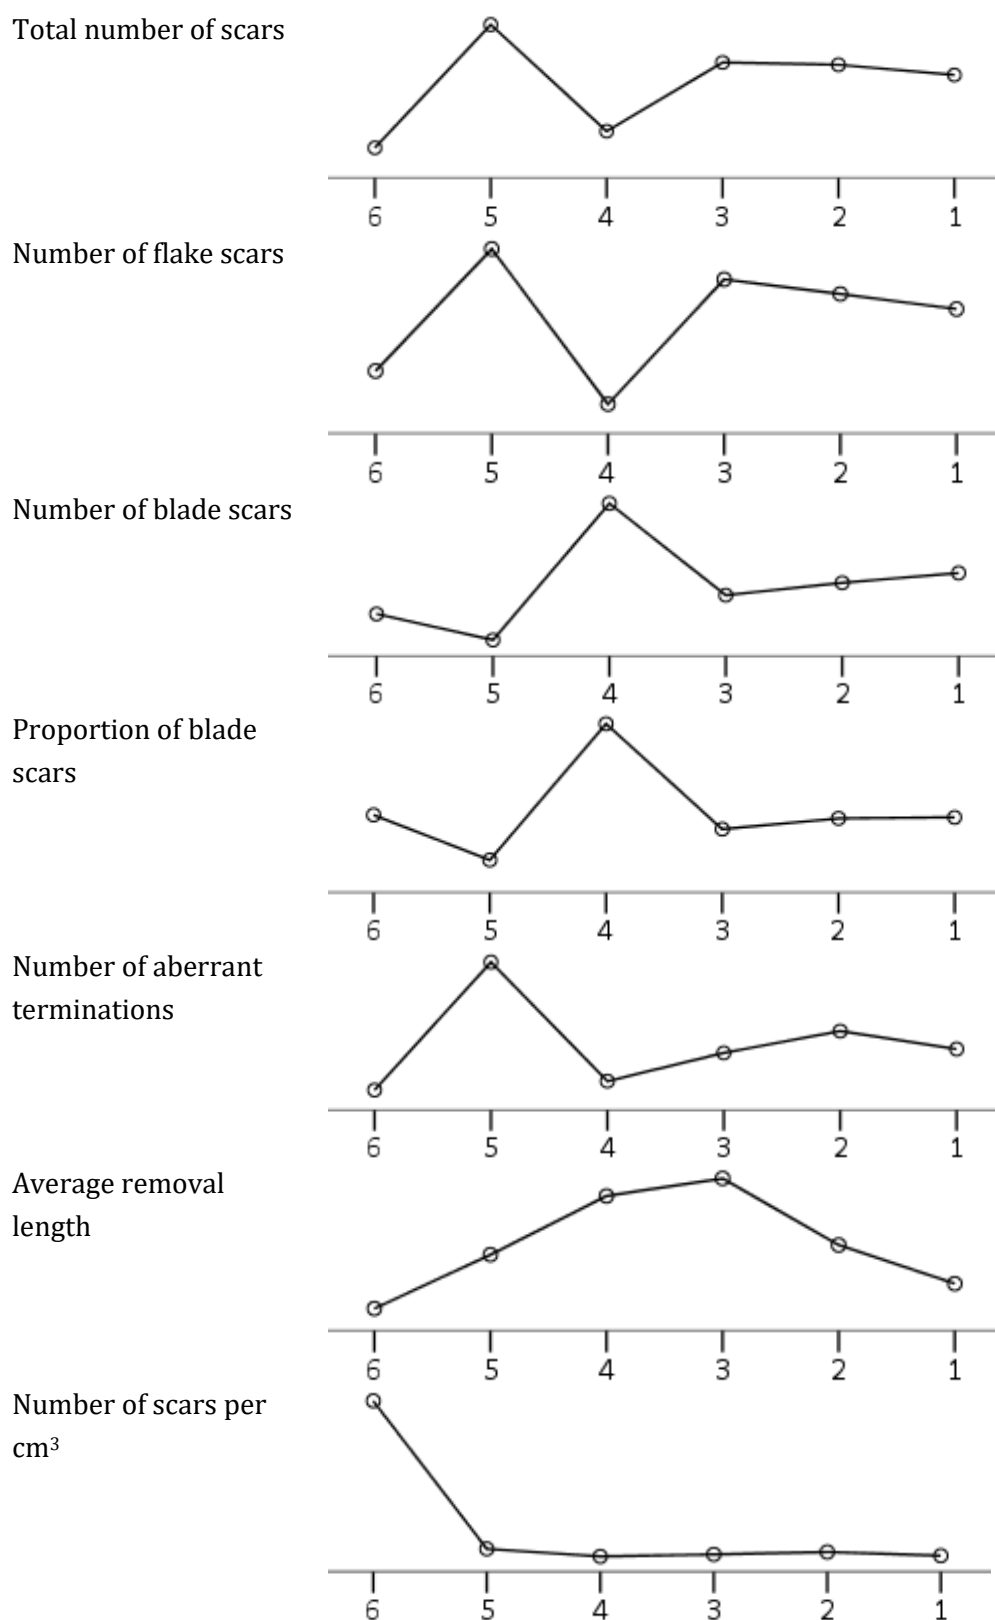 Total number of scars
6 5 4 3 2 1
Number of flake scars
6 5 4 3 2 1
Number of blade scars
6 5 4 3 2 1
Proportion of blade
scars
6 5 4 3 2 1
Number of aberrant
terminations
6 5 4 3 2 1
Average removal
length
6 5 4 3 2 1
Number of scars per
cm³
6 5 4 3 2 1